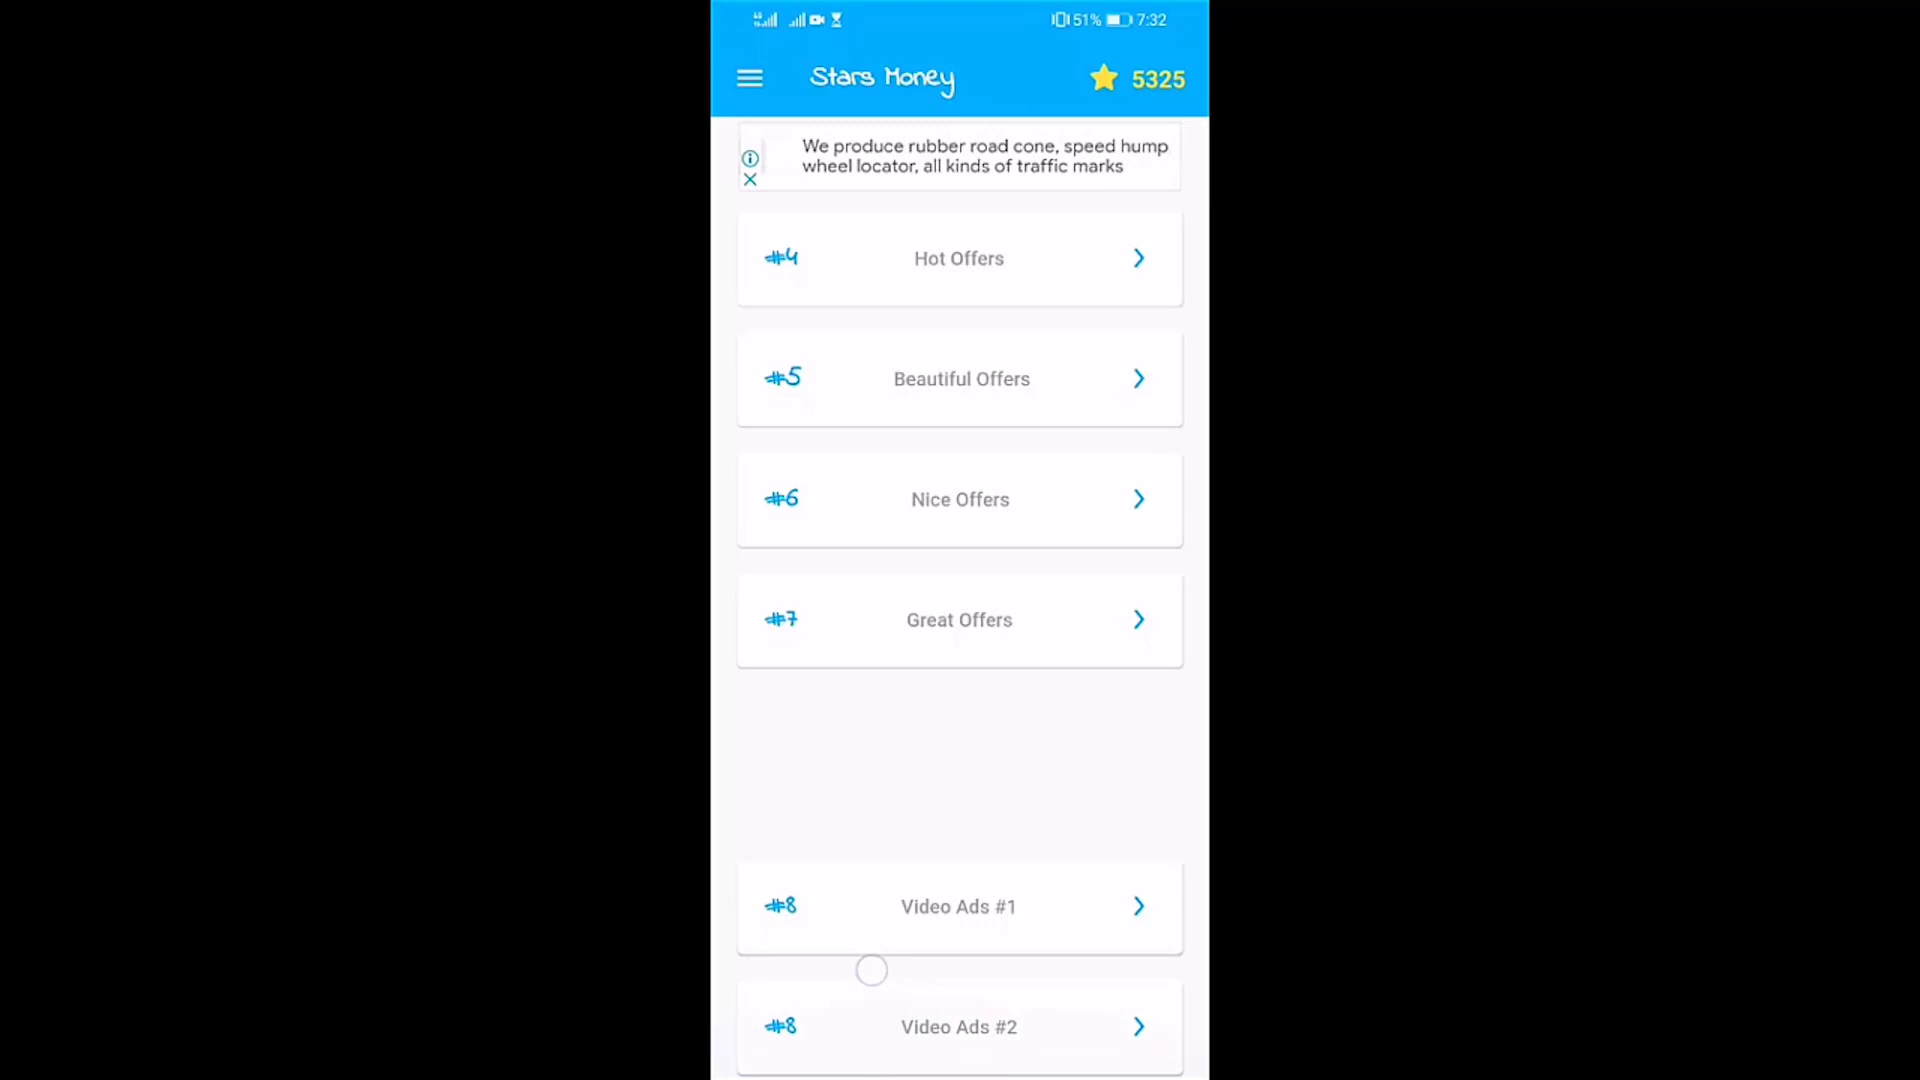 51% 7:32
Stars Money
5325
We produce rubber road cone, speed hump
wheel locator, all kinds of traffic marks
#4 Hot Offers
#5 Beautiful Offers
#6 Nice Offers
#7 Great Offers
#8 Video Ads #1
#8 Video Ads #2